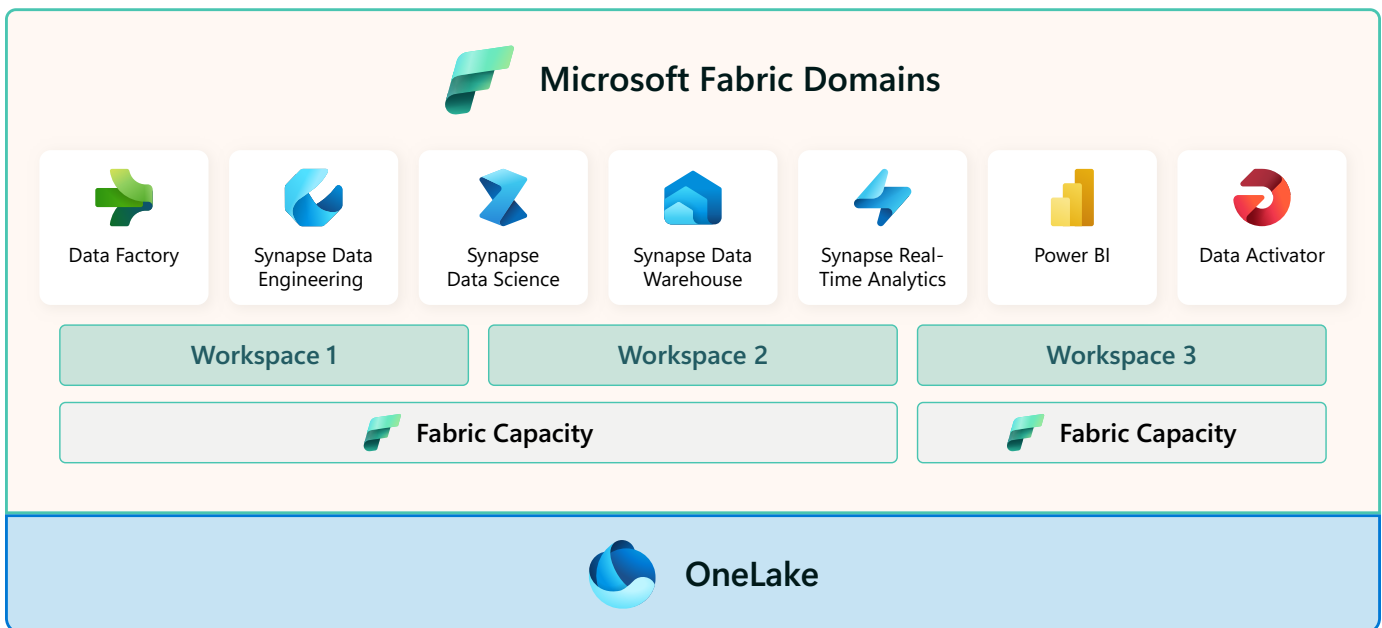 Microsoft Fabric Domains
Data Factory
Synapse Data
Engineering
Synapse
Data Science
Synapse Data
Warehouse
Synapse Real-
Time Analytics
Power BI
Data Activator
Workspace 1
Workspace 2
Workspace 3
Fabric Capacity
Fabric Capacity
OneLake